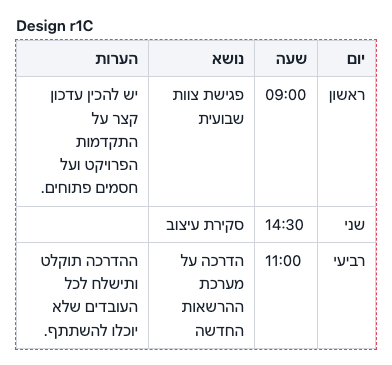 Design r1C
יום שעה נושא הערות
ראשון 09:00 פגישת צוות יש להכין עדכון
שבועית קצר על
התקדמות
הפרויקט ועל
חסמים פתוחים.
שני 14:30 סקירת עיצוב
רביעי 11:00 הדרכה על ההדרכה תוקלט
מערכת ותישלח לכל
ההרשאות העובדים שלא
החדשה יוכלו להשתתף.